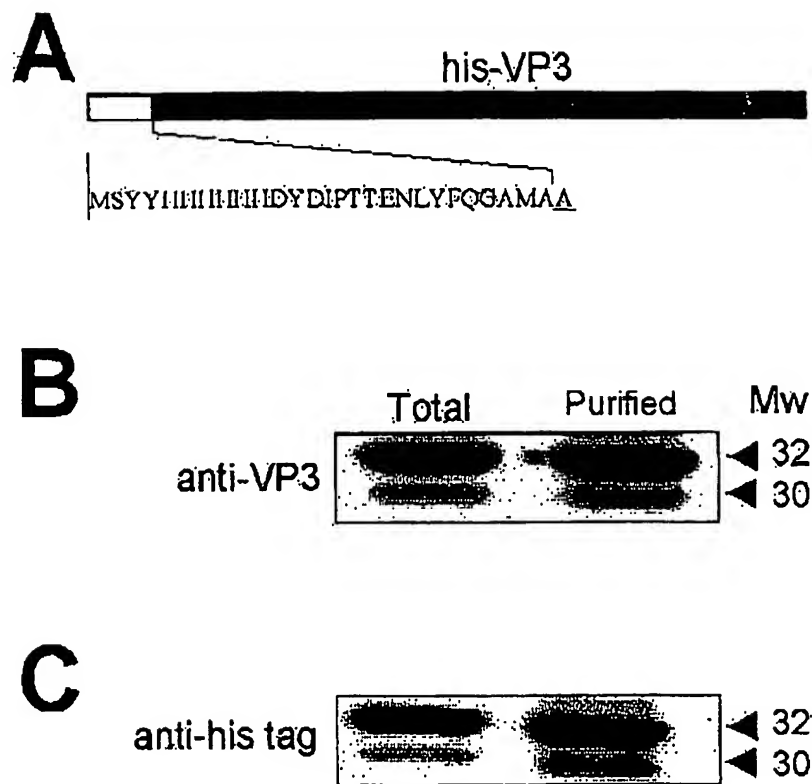 A
his-VP3
MSYYHHHHHHDYDIPTTENLYFQGAMAA
B
Total Purified Mw
anti-VP3
32
30
C
anti-his tag
32
30